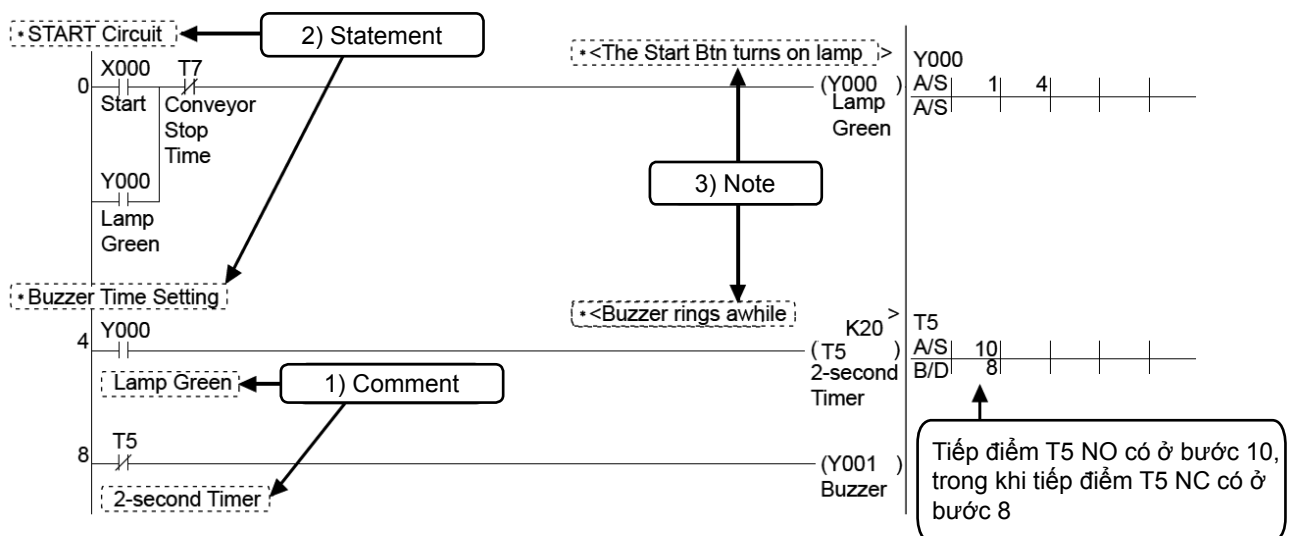 *START Circuit
2) Statement
*<The Start Btn turns on lamp >
Y000
X000 T7
0
(Y000 ) A/S 1 4
Start Conveyor
Lamp
A/S
Stop
Green
Time
Y000
3) Note
Lamp
Green
*Buzzer Time Setting
*<Buzzer rings awhile >
K20
T5
4 Y000
(T5 ) A/S 10
2-second B/D 8
Timer
Lamp Green
1) Comment
T5
8
(Y001 )
Buzzer
2-second Timer
Tiếp điểm T5 NO có ở bước 10,
trong khi tiếp điểm T5 NC có ở
bước 8